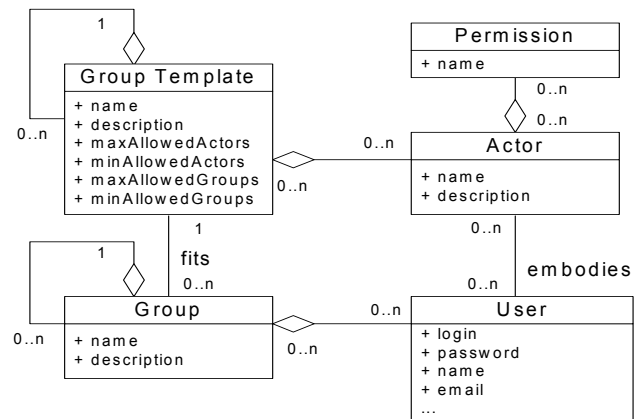 1
Permission
+ name
Group Template
0..n
+ name
0..n
0..n
+ description
+ maxAllowedActors
0..n
Actor
+ minAllowedActors
+ maxAllowedGroups
0..n
+ name
+ minAllowedGroups
+ description
1
0..n
1
fits
embodies
0..n
0..n
Group
0..n
User
0..n
+ name
0..n
+ login
+ description
+ password
+ name
+ email
...